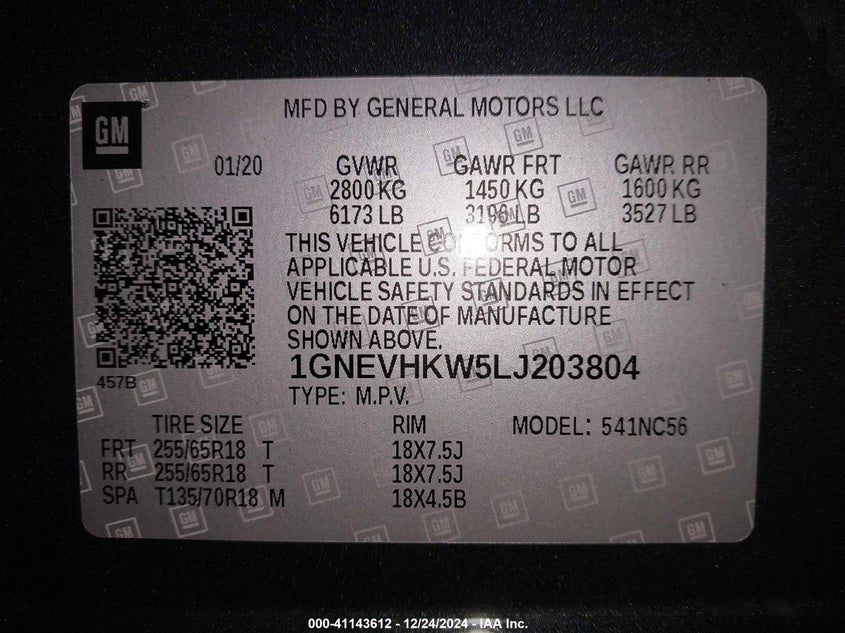 GM
MFD BY GENERAL MOTORS LLC
01/20 GVWR GAWR FRT GAWR RR
2800 KG 1450 KG 1600 KG
6173 LB 3196 LB 3527 LB
THIS VEHICLE CONFORMS TO ALL
APPLICABLE U.S. FEDERAL MOTOR
VEHICLE SAFETY STANDARDS IN EFFECT
ON THE DATE OF MANUFACTURE
SHOWN ABOVE.
1GNEVHKW5LJ203804
457B
TYPE: M.P.V.
TIRE SIZE RIM MODEL: 541NC56
FRT 255/65R18 T 18X7.5J
RR 255/65R18 T 18X7.5J
SPA T135/70R18 M 18X4.5B
000-41143612 - 12/24/2024 - IAA Inc.